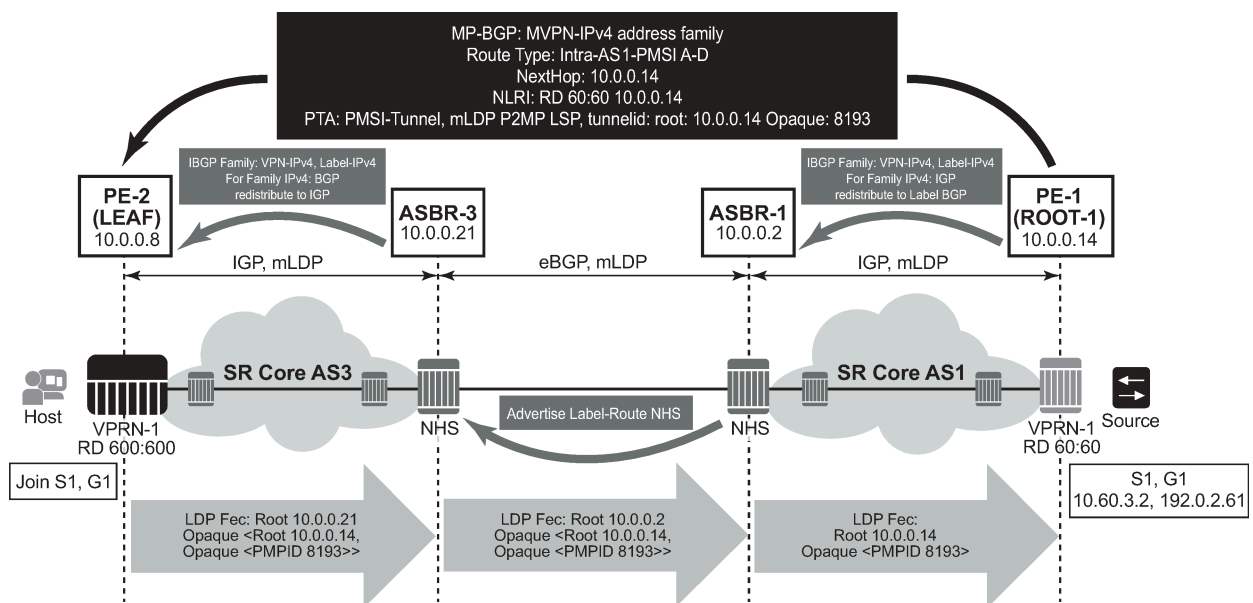 MP-BGP: MVPN-IPv4 address family
Route Type: Intra-AS1-PMSI A-D
NextHop: 10.0.0.14
NLRI: RD 60:60 10.0.0.14
PTA: PMSI-Tunnel, mLDP P2MP LSP, tunnelid: root: 10.0.0.14 Opaque: 8193
PE-2
(LEAF)
10.0.0.8
IBGP Family: VPN-IPv4, Label-IPv4
For Family IPv4: BGP
redistribute to IGP
ASBR-3
10.0.0.21
ASBR-1
10.0.0.2
IBGP Family: VPN-IPv4, Label-IPv4
For Family IPv4: IGP
redistribute to Label BGP
PE-1
(ROOT-1)
10.0.0.14
IGP, mLDP
eBGP, mLDP
IGP, mLDP
Host
VPRN-1
RD 600:600
SR Core AS3
NHS
Advertise Label-Route NHS
NHS
SR Core AS1
VPRN-1
RD 60:60
Source
Join S1, G1
S1, G1
10.60.3.2, 192.0.2.61
LDP Fec: Root 10.0.0.21
Opaque <Root 10.0.0.14,
Opaque <PMPID 8193>>
LDP Fec: Root 10.0.0.2
Opaque <Root 10.0.0.14,
Opaque <PMPID 8193>>
LDP Fec:
Root 10.0.0.14
Opaque <PMPID 8193>